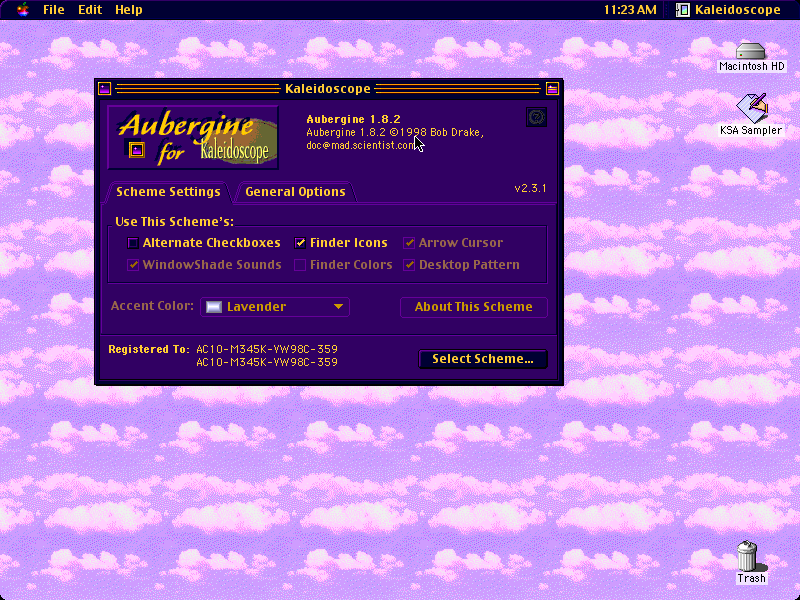 File Edit Help 11:23 AM Kaleidoscope
Macintosh HD
Kaleidoscope
KSA Sampler
Aubergine
for Kaleidoscope
Aubergine 1.8.2
Aubergine 1.8.2 ©1998 Bob Drake,
doc@mad.scientist.com
Scheme Settings General Options v2.3.1
Use This Scheme's:
Alternate Checkboxes Finder Icons Arrow Cursor
WindowShade Sounds Finder Colors Desktop Pattern
Accent Color: Lavender About This Scheme
Registered To: AC10-M345K-VW98C-359
AC10-M345K-VW98C-359
Select Scheme...
Trash